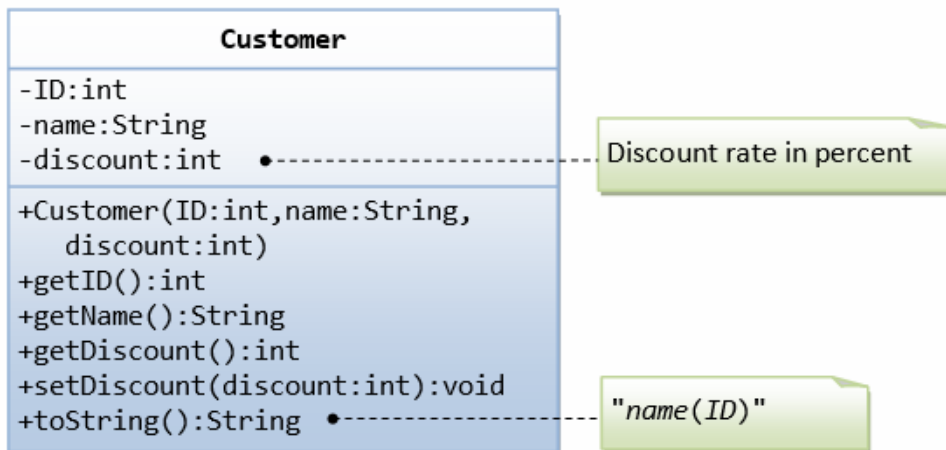 Customer
-ID:int
-name:String
-discount:int
Discount rate in percent
+Customer(ID:int,name:String,
discount:int)
+getID():int
+getName():String
+getDiscount():int
+setDiscount(discount:int):void
+toString():String
"name(ID)"